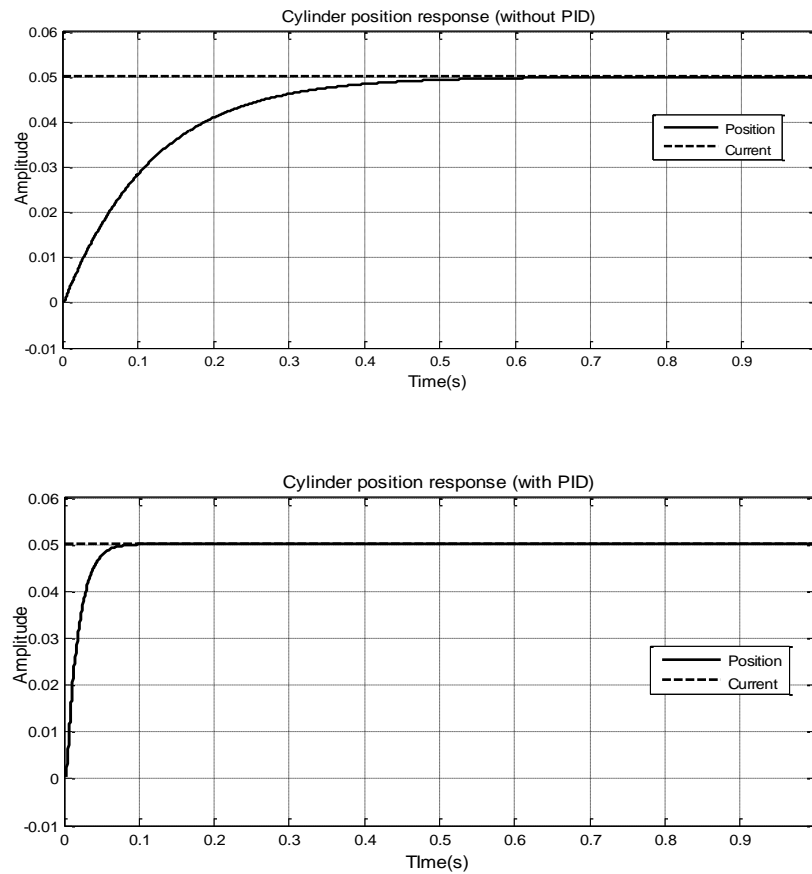 Cylinder position response (without PID)
0.06
0.05
0.04
0.03
0.02
0.01
0
-0.01
Amplitude
Position
Current
0 0.1 0.2 0.3 0.4 0.5 0.6 0.7 0.8 0.9
Time(s)
Cylinder position response (with PID)
0.06
0.05
0.04
0.03
0.02
0.01
0
-0.01
Amplitude
Position
Current
0 0.1 0.2 0.3 0.4 0.5 0.6 0.7 0.8 0.9
TIme(s)